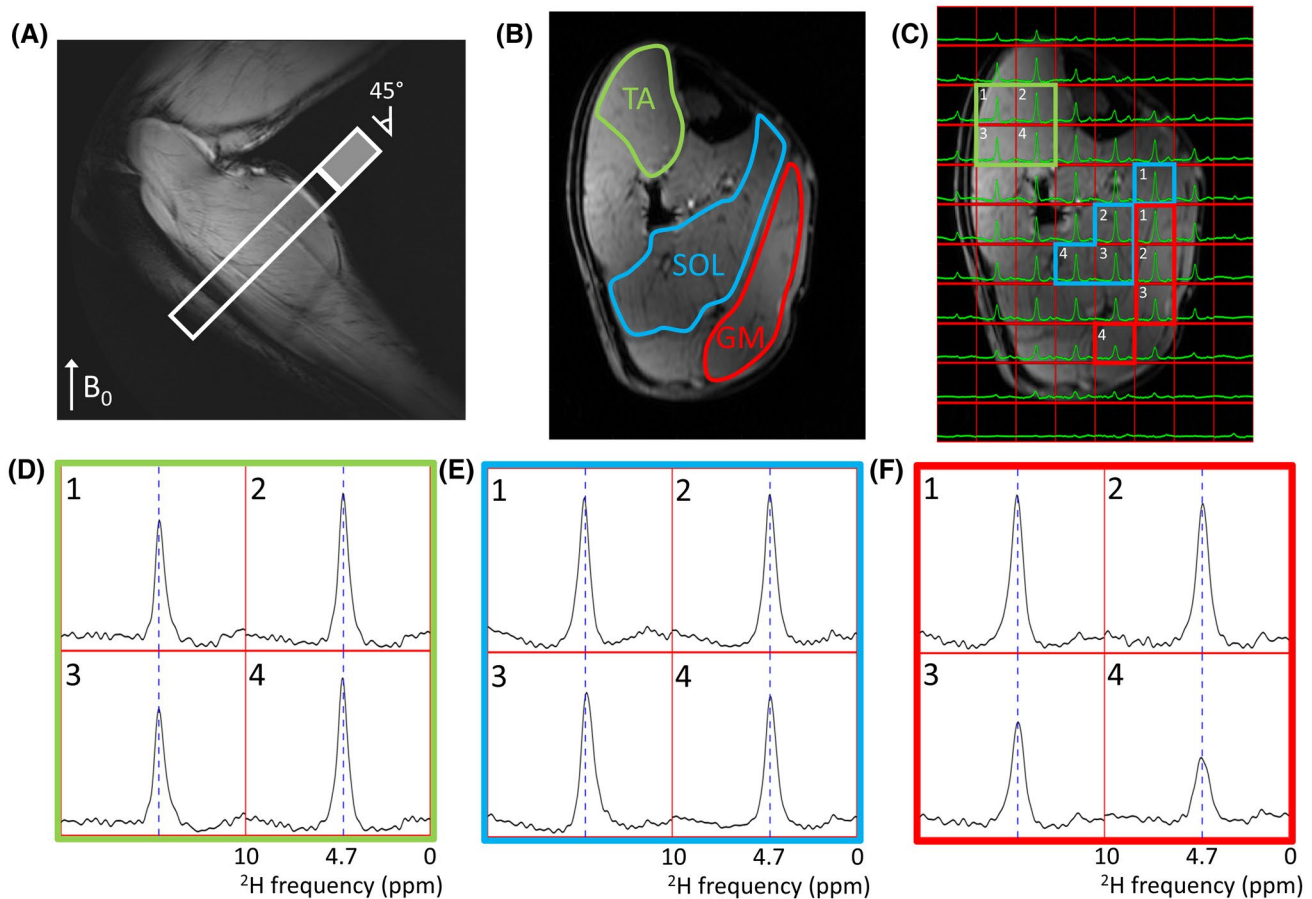 (A)
45°
B0
(B)
TA
SOL
GM
(C)
1 2
3 4
1
2 1
4 3 2
3
4
(D)
1 2
3 4
10 4.7 0
²H frequency (ppm)
(E)
1 2
3 4
10 4.7 0
²H frequency (ppm)
(F)
1 2
3 4
10 4.7 0
²H frequency (ppm)